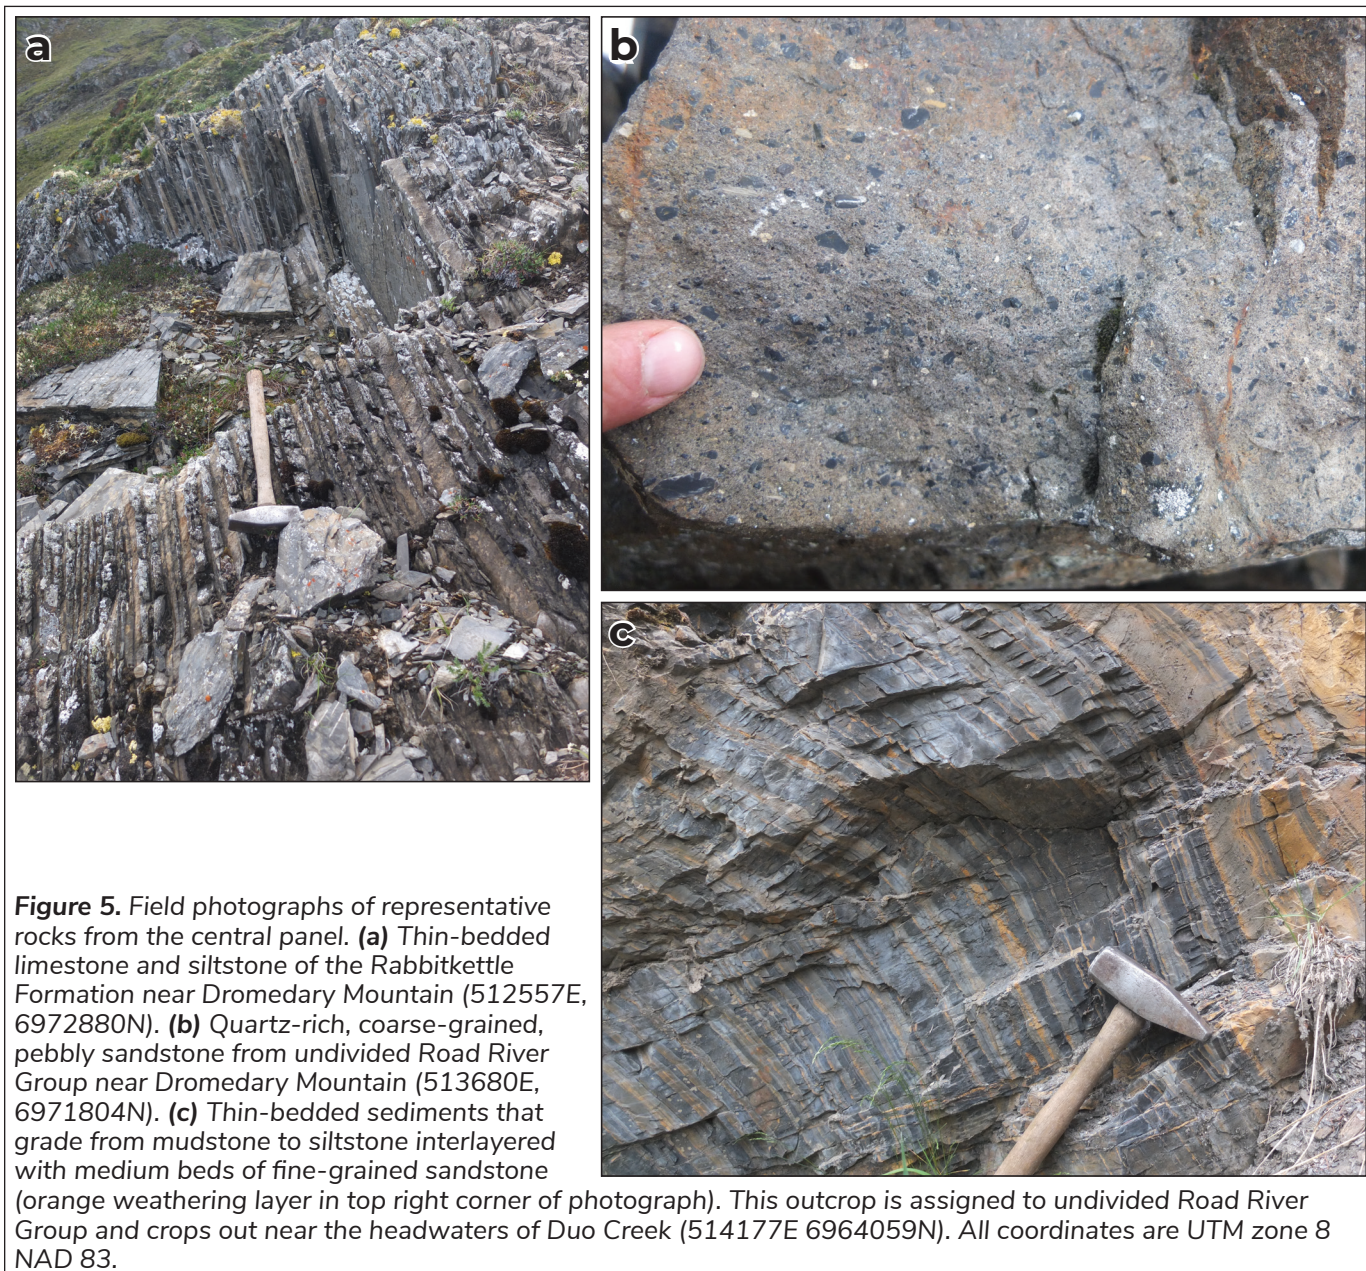 a
b
c
Figure 5. Field photographs of representative
rocks from the central panel. (a) Thin-bedded
limestone and siltstone of the Rabbitkettle
Formation near Dromedary Mountain (512557E,
6972880N). (b) Quartz-rich, coarse-grained,
pebbly sandstone from undivided Road River
Group near Dromedary Mountain (513680E,
6971804N). (c) Thin-bedded sediments that
grade from mudstone to siltstone interlayered
with medium beds of fine-grained sandstone
(orange weathering layer in top right corner of photograph). This outcrop is assigned to undivided Road River
Group and crops out near the headwaters of Duo Creek (514177E 6964059N). All coordinates are UTM zone 8
NAD 83.